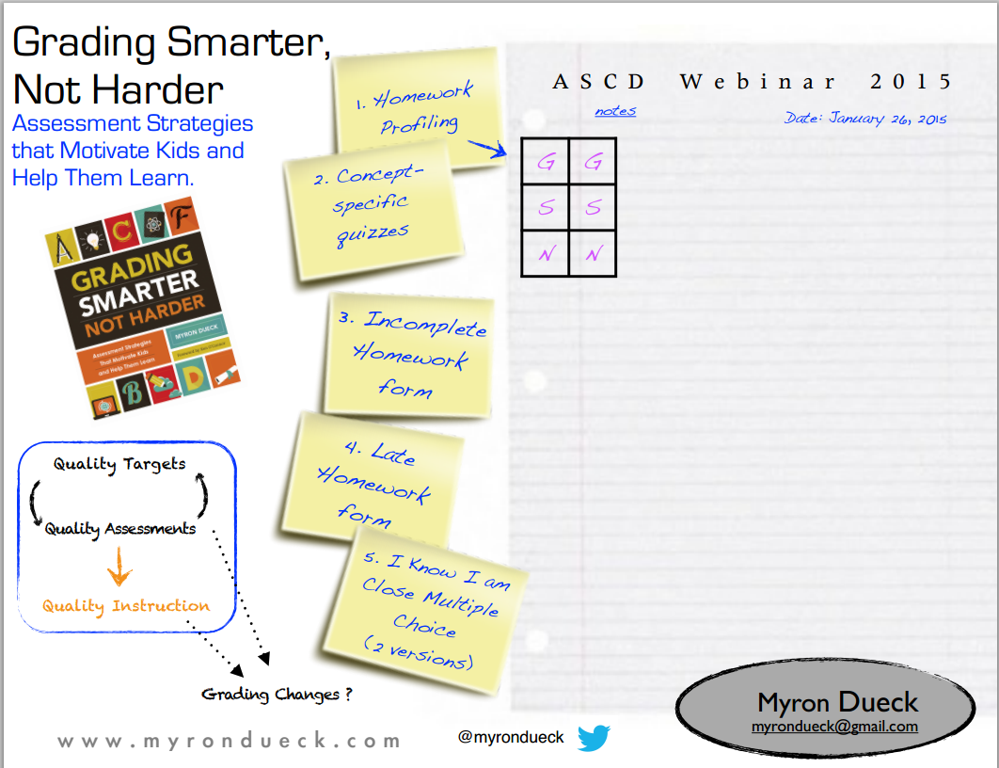 Grading Smarter,
Not Harder
Assessment Strategies
that Motivate Kids and
Help Them Learn.
A C F
GRADING
SMARTER
NOT HARDER
Assessment Strategies
That Motivate Kids
and Help Them Learn
MYRON DUECK
B D
Quality Targets
Quality Assessments
Quality Instruction
Grading Changes ?
1. Homework
Profiling
2. Concept-
specific
quizzes
3. Incomplete
Homework
form
4. Late
Homework
form
5. I Know I am
Close Multiple
Choice
(2 versions)
ASCD Webinar 2015
notes
Date: January 26, 2015
G G
S S
N N
www.myrondueck.com
@myrondueck
Myron Dueck
myrondueck@gmail.com